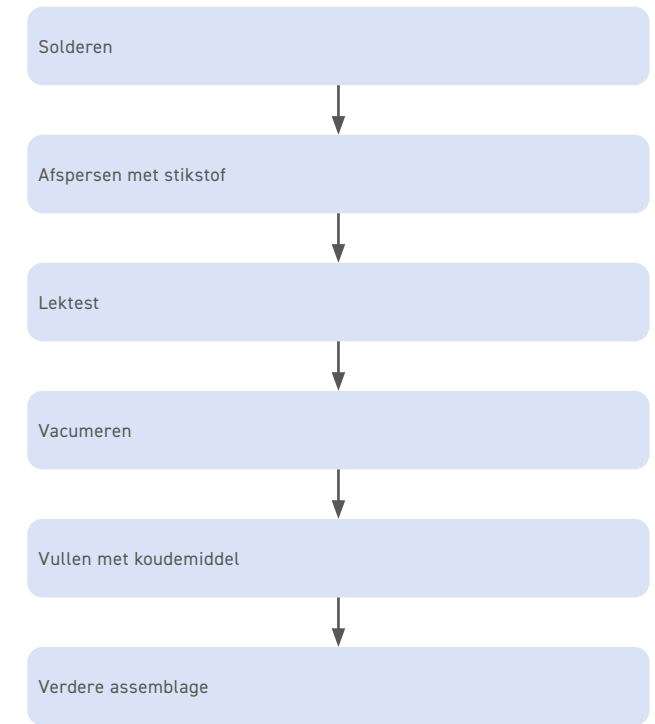 Solderen
Afspersen met stikstof
Lektest
Vacumeren
Vullen met koudemiddel
Verdere assemblage